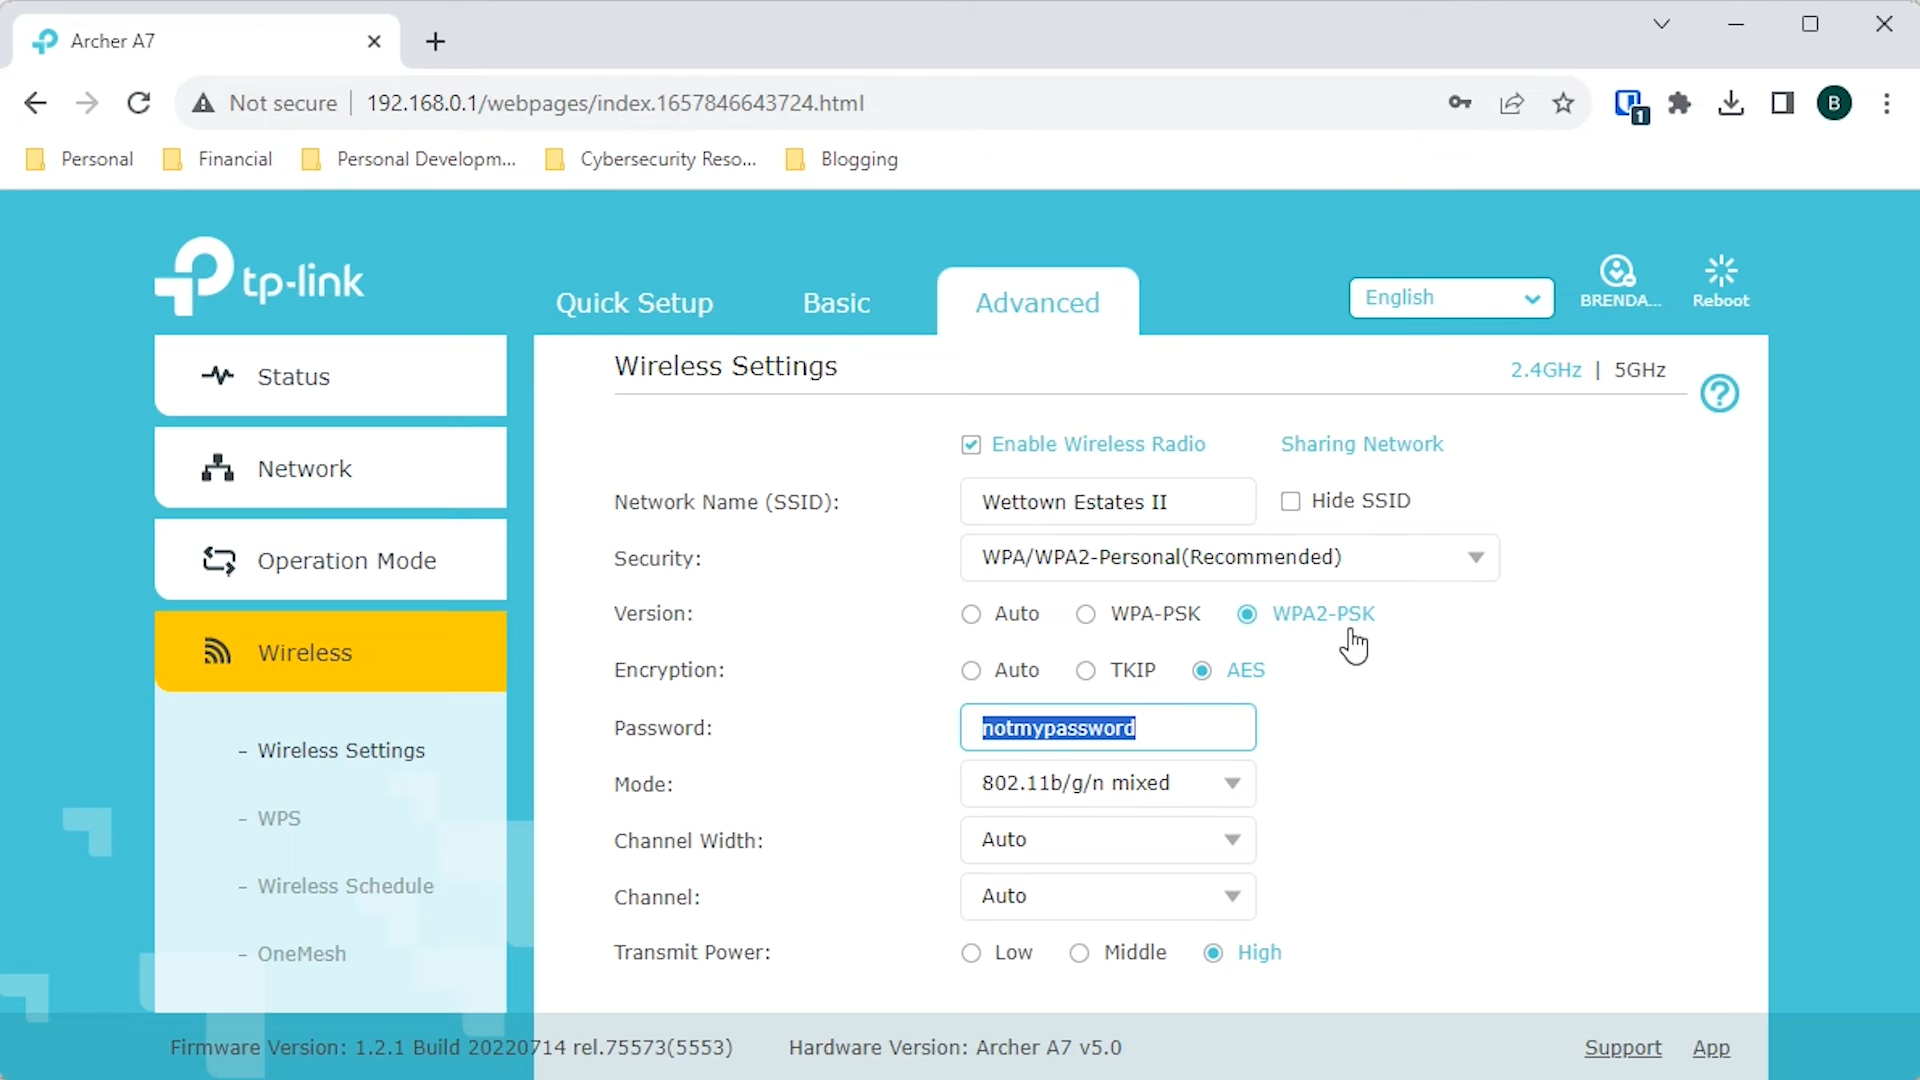 Archer A7
Not secure 192.168.0.1/webpages/index.1657846643724.html
1 B
Personal Financial Personal Developm... Cybersecurity Reso... Blogging
tp-link
Quick Setup Basic Advanced English BRENDA... Reboot
Status
Network
Operation Mode
Wireless
- Wireless Settings
- WPS
- Wireless Schedule
- OneMesh
Wireless Settings 2.4GHz | 5GHz
?
Enable Wireless Radio Sharing Network
Network Name (SSID): Wettown Estates II Hide SSID
Security: WPA/WPA2-Personal(Recommended)
Version: Auto WPA-PSK WPA2-PSK
Encryption: Auto TKIP AES
Password: notmypassword
Mode: 802.11b/g/n mixed
Channel Width: Auto
Channel: Auto
Transmit Power: Low Middle High
Firmware Version: 1.2.1 Build 20220714 rel.75573(5553) Hardware Version: Archer A7 v5.0 Support App